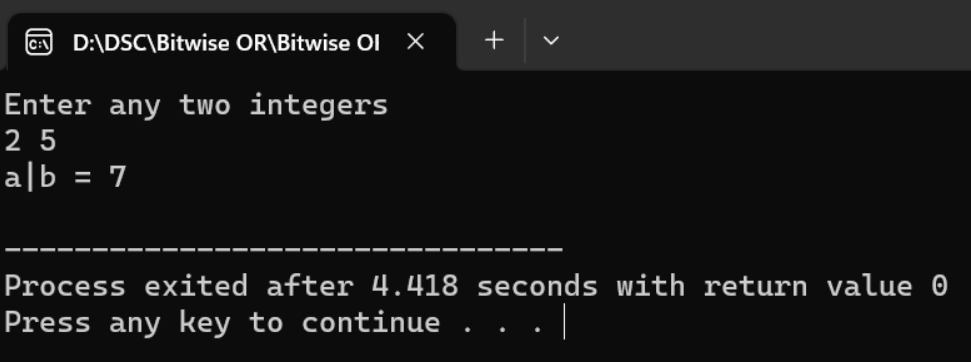 D:\DSC\Bitwise OR\Bitwise OI
Enter any two integers
2 5
a|b = 7
--------------------------------
Process exited after 4.418 seconds with return value 0
Press any key to continue . . .